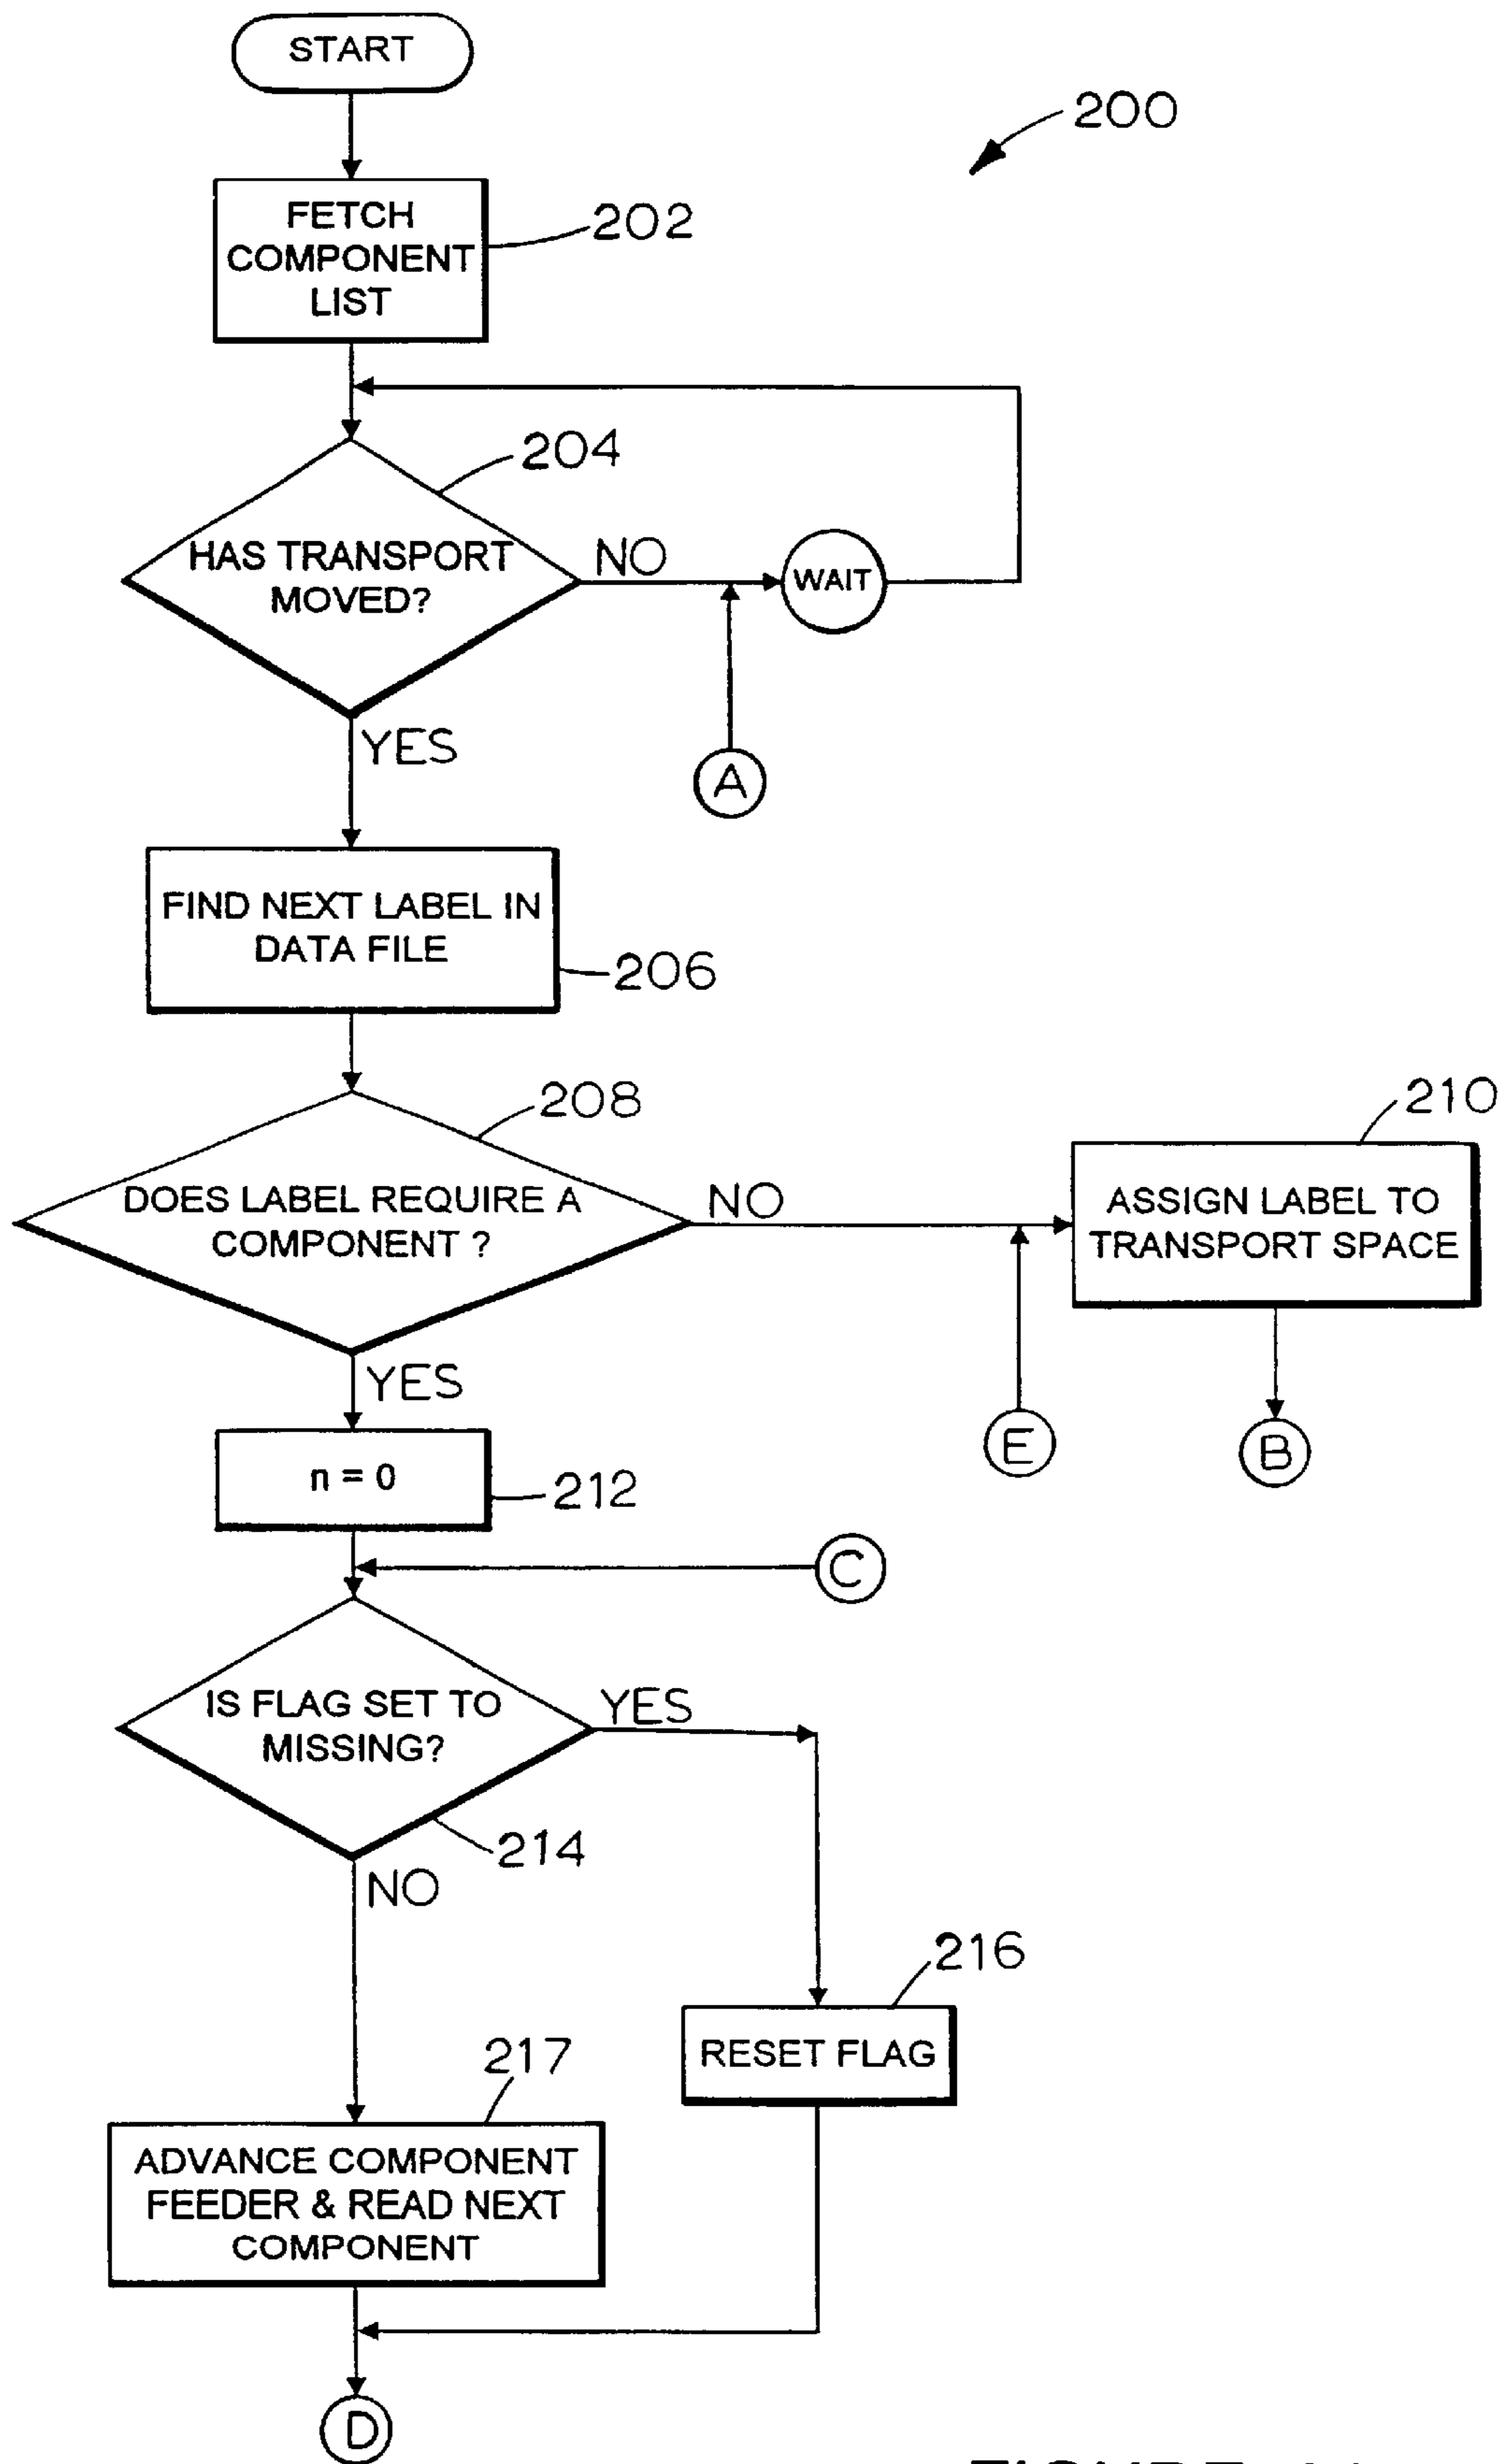 START
200
FETCH
COMPONENT
LIST
202
204
HAS TRANSPORT
MOVED?
NO
WAIT
YES
A
FIND NEXT LABEL IN
DATA FILE
206
208
210
DOES LABEL REQUIRE A
COMPONENT ?
NO
ASSIGN LABEL TO
TRANSPORT SPACE
YES
E
B
n = 0
212
C
IS FLAG SET TO
MISSING?
YES
214
NO
216
RESET FLAG
217
ADVANCE COMPONENT
FEEDER & READ NEXT
COMPONENT
D